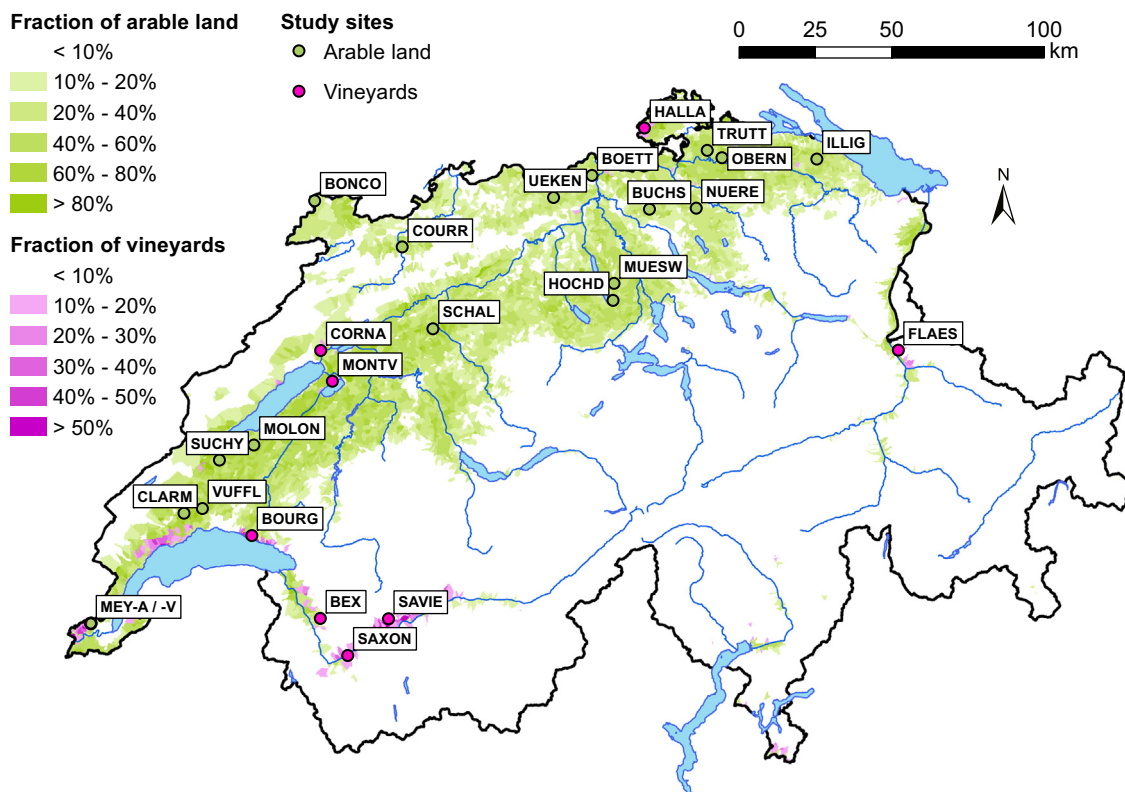 Fraction of arable land
< 10%
10% - 20%
20% - 40%
40% - 60%
60% - 80%
> 80%
Fraction of vineyards
< 10%
10% - 20%
20% - 30%
30% - 40%
40% - 50%
> 50%
Study sites
Arable land
Vineyards
0 25 50 100
km
N
HALLA
TRUTT
ILLIG
BOETT
OBERN
UEKEN
BONCO
BUCHS
NUERE
COURR
MUESW
HOCHD
SCHAL
CORNA
FLAES
MONTV
MOLON
SUCHY
VUFFL
CLARM
BOURG
MEY-A / -V
BEX
SAVIE
SAXON